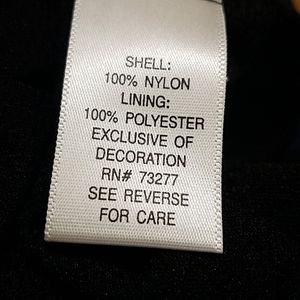 SHELL:
100% NYLON
LINING:
100% POLYESTER
EXCLUSIVE OF
DECORATION
RN# 73277
SEE REVERSE
FOR CARE